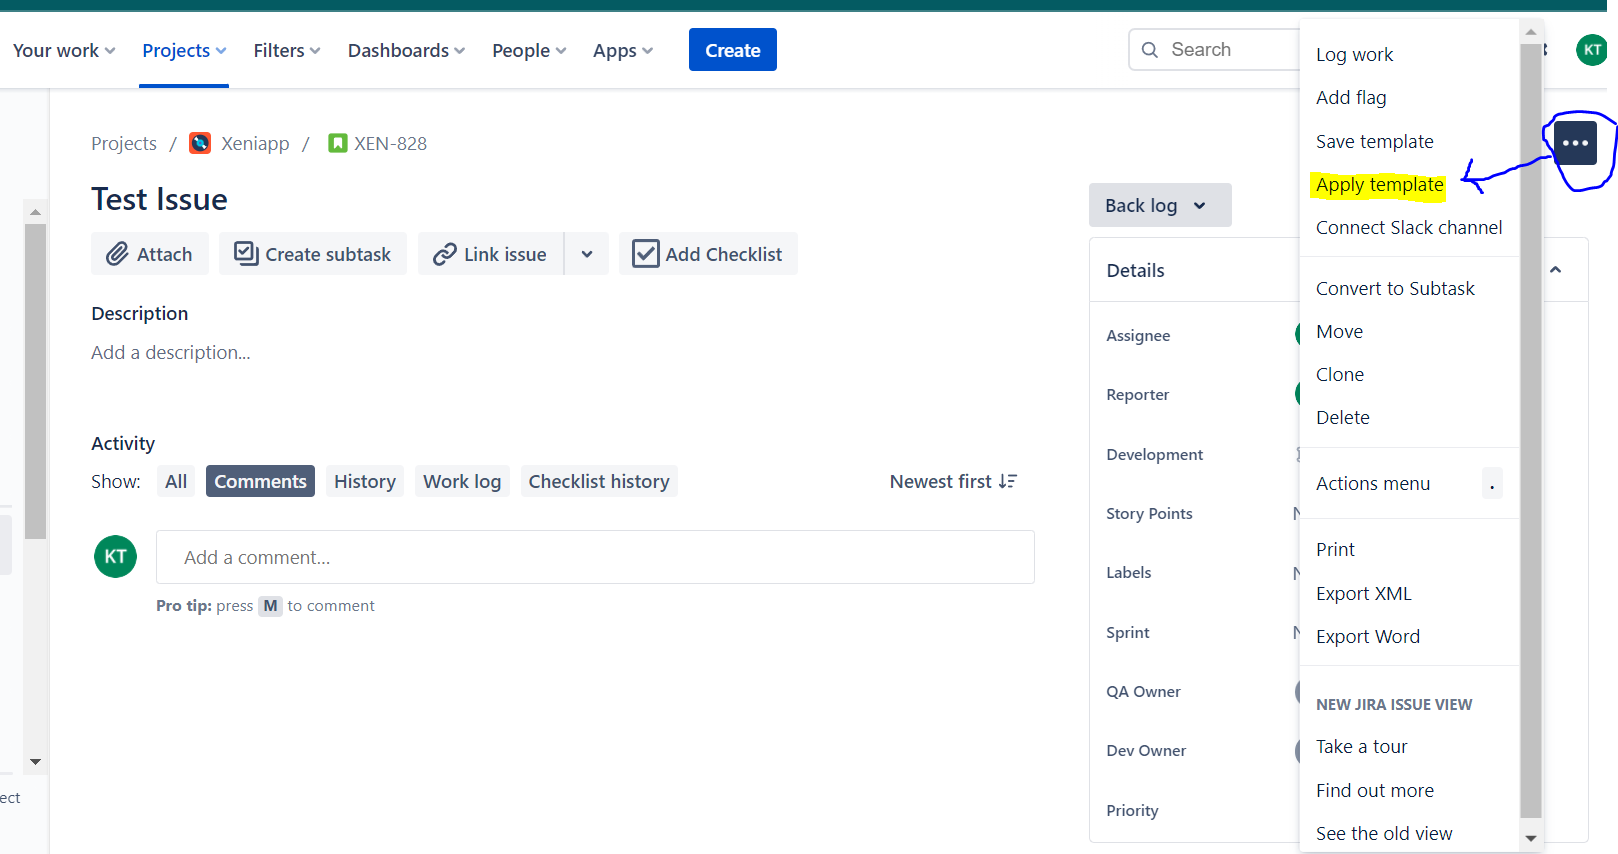 Your work Projects Filters Dashboards People Apps Create Search KT
Projects / Xeniapp / XEN-828
Test Issue
Attach Create subtask Link issue Add Checklist
Description
Add a description...
Activity
Show: All Comments History Work log Checklist history Newest first
KT Add a comment...
Pro tip: press M to comment
ect
Back log
Details
Assignee
Reporter
Development
Story Points
Labels
Sprint
QA Owner
Dev Owner
Priority
Log work
Add flag
Save template
Apply template
Connect Slack channel
Convert to Subtask
Move
Clone
Delete
Actions menu .
Print
Export XML
Export Word
NEW JIRA ISSUE VIEW
Take a tour
Find out more
See the old view